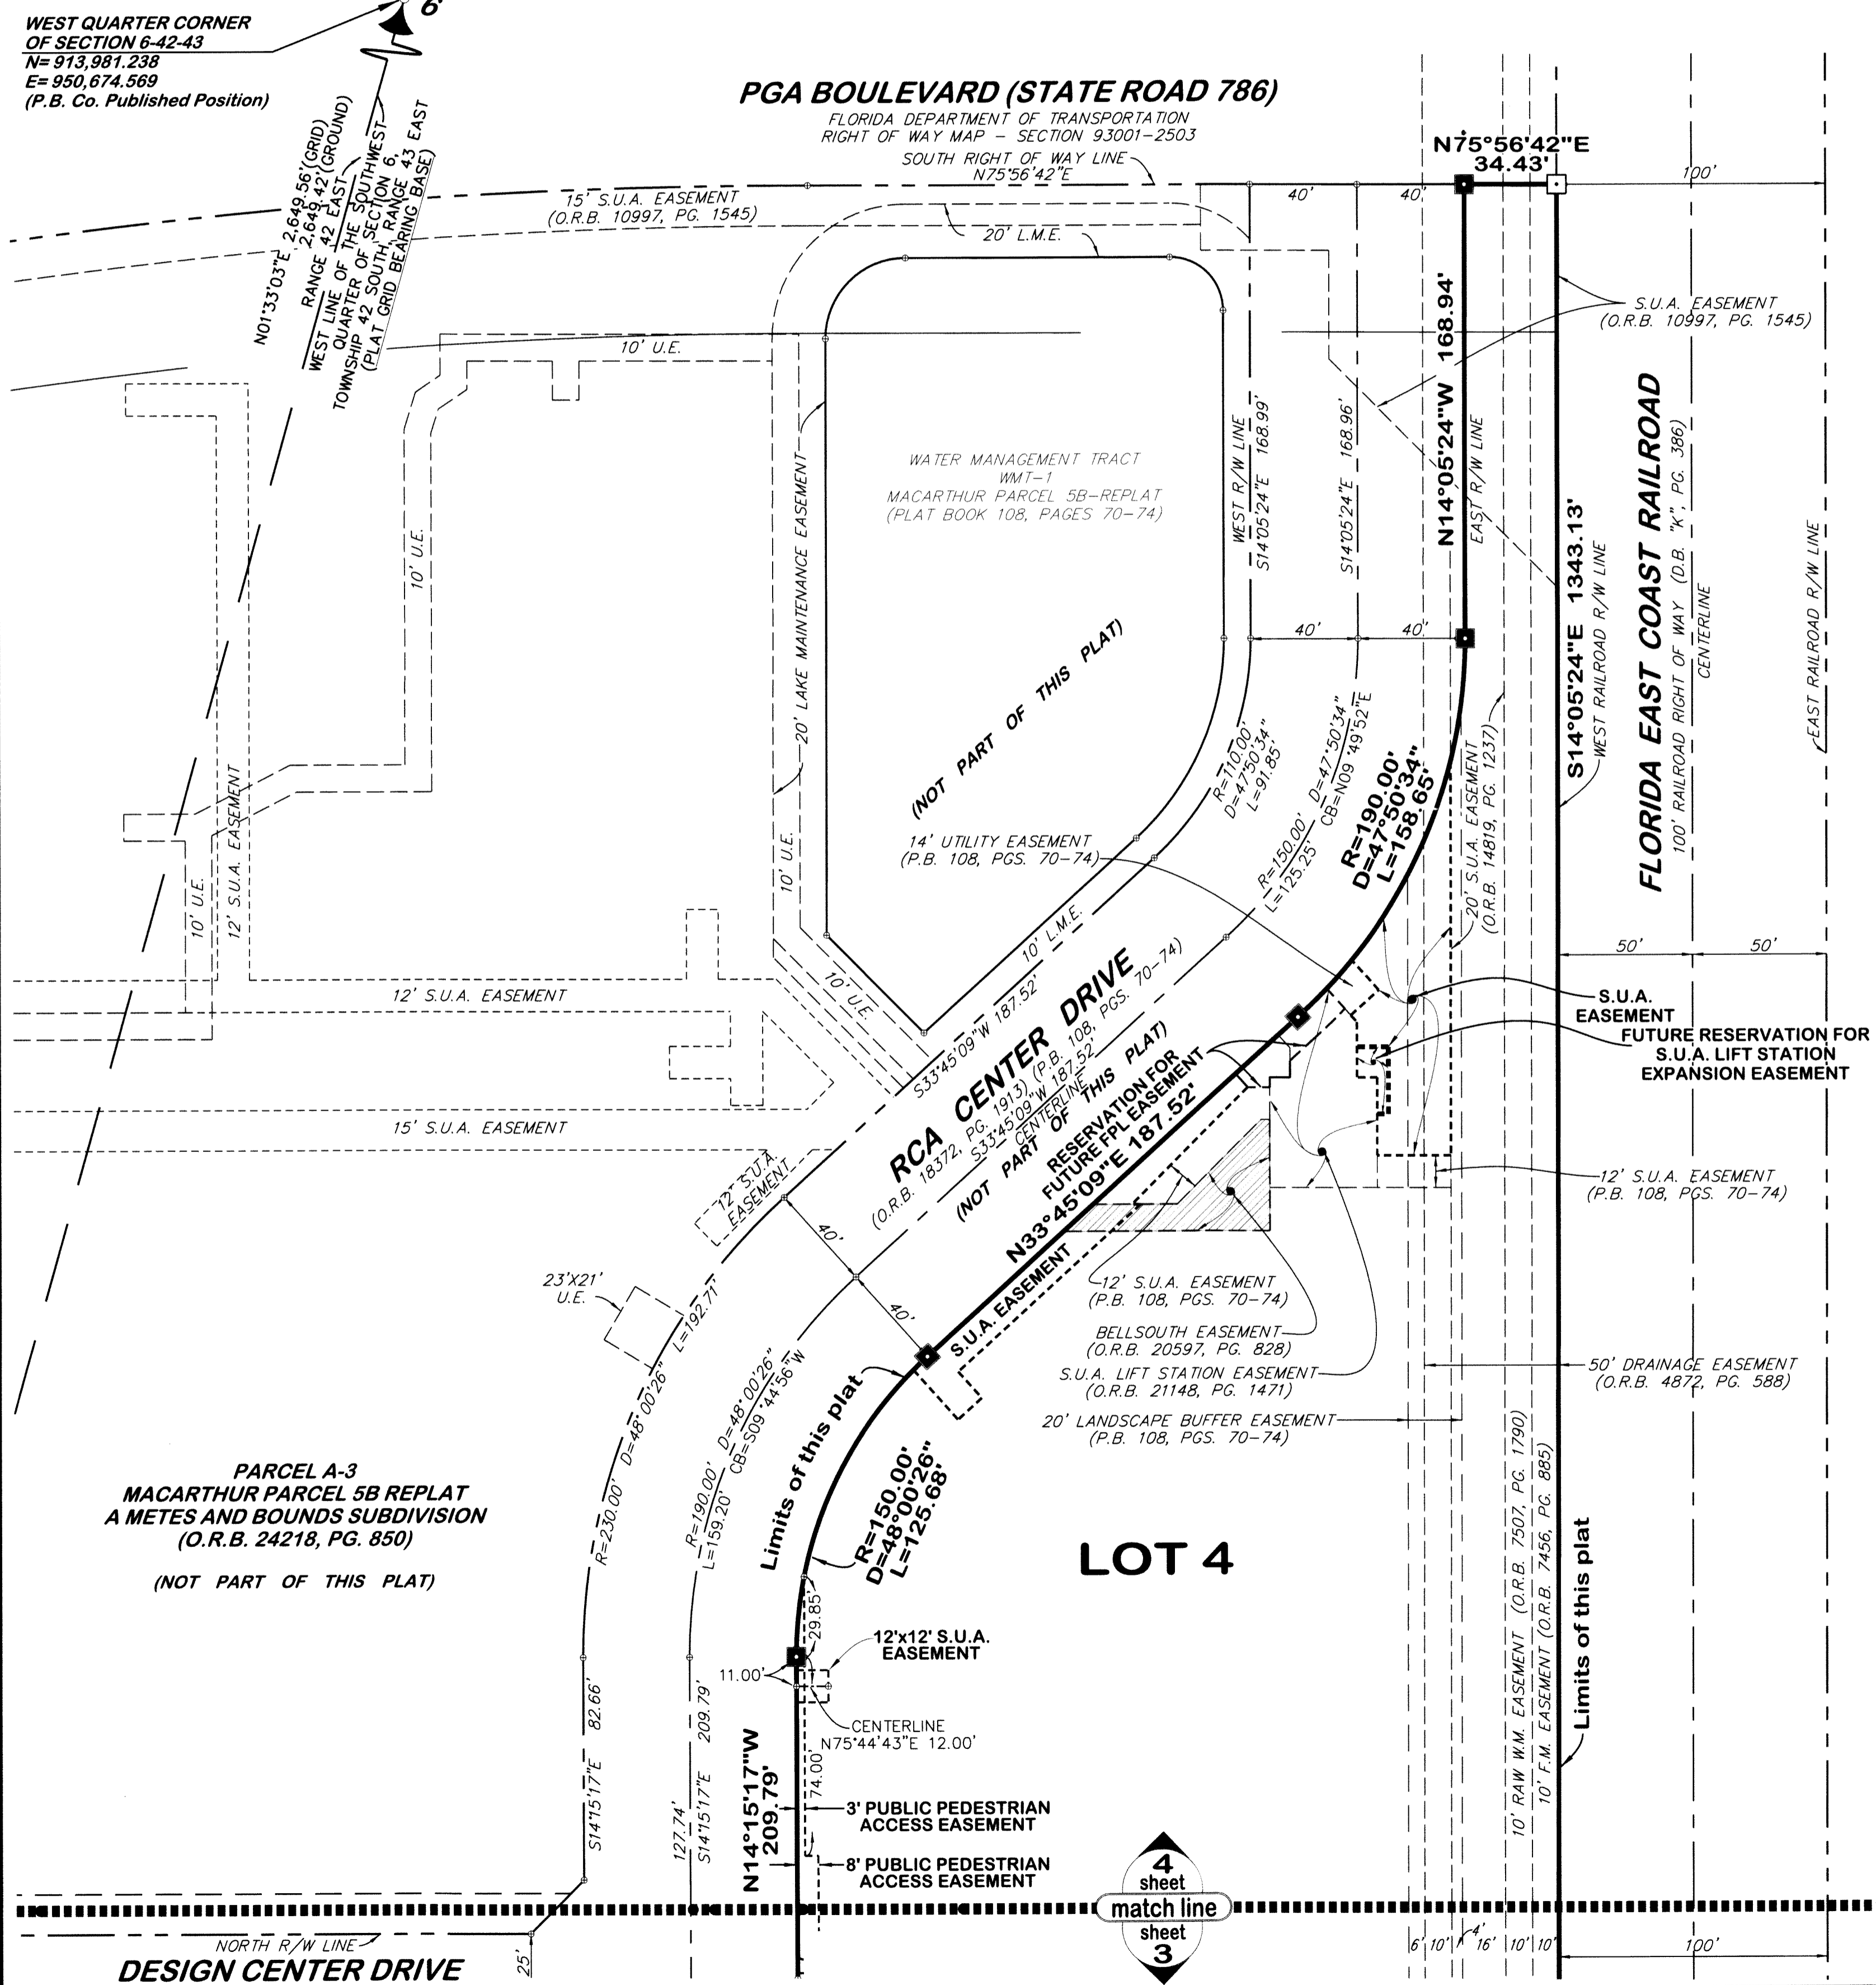 WEST QUARTER CORNER
OF SECTION 6-42-43
N= 913,981.238
E= 950,674.569
(P.B. Co. Published Position)
6
N01°33'03"E 2,649.56'(GRID)
2,649.42'(GROUND)
RANGE 42 EAST
WEST LINE OF THE SOUTHWEST
QUARTER OF SECTION 6,
TOWNSHIP 42 SOUTH, RANGE 43 EAST
(PLAT GRID BEARING BASE)
PGA BOULEVARD (STATE ROAD 786)
FLORIDA DEPARTMENT OF TRANSPORTATION
RIGHT OF WAY MAP - SECTION 93001-2503
SOUTH RIGHT OF WAY LINE
N75°56'42"E
N75°56'42"E
34.43'
15' S.U.A. EASEMENT
(O.R.B. 10997, PG. 1545)
20' L.M.E.
40'
40'
100'
S.U.A. EASEMENT
(O.R.B. 10997, PG. 1545)
10' U.E.
10' U.E.
20' LAKE MAINTENANCE EASEMENT
WATER MANAGEMENT TRACT
WMT-1
MACARTHUR PARCEL 5B-REPLAT
(PLAT BOOK 108, PAGES 70-74)
(NOT PART OF THIS PLAT)
WEST R/W LINE
S14°05'24"E 168.99'
S14°05'24"E 168.96'
N14°05'24"W 168.94'
EAST R/W LINE
S14°05'24"E 1343.13'
WEST RAILROAD R/W LINE
FLORIDA EAST COAST RAILROAD
100' RAILROAD RIGHT OF WAY (D.B. "K", PG. 386)
CENTERLINE
EAST RAILROAD R/W LINE
40'
40'
R=110.00'
D=47°50'34"
L=91.85'
R=150.00' D=47°50'34"
L=125.25' CB=N09°49'52"E
R=190.00'
D=47°50'34"
L=158.65'
20' S.U.A. EASEMENT
(O.R.B. 14819, PG. 1237)
14' UTILITY EASEMENT
(P.B. 108, PGS. 70-74)
10' U.E.
12' S.U.A. EASEMENT
10' U.E.
10' U.E.
10' L.M.E.
50'
50'
12' S.U.A. EASEMENT
15' S.U.A. EASEMENT
12' S.U.A.
EASEMENT
S33°45'09"W 187.52'
RCA CENTER DRIVE
(O.R.B. 18372, PG. 1913) (P.B. 108, PGS. 70-74)
S33°45'09"W 187.52'
CENTERLINE
(NOT PART OF THIS PLAT)
RESERVATION FOR
FUTURE FPL EASEMENT
N33°45'09"E 187.52'
S.U.A. EASEMENT
S.U.A.
EASEMENT
FUTURE RESERVATION FOR
S.U.A. LIFT STATION
EXPANSION EASEMENT
12' S.U.A. EASEMENT
(P.B. 108, PGS. 70-74)
40'
40'
23'X21'
U.E.
12' S.U.A. EASEMENT
(P.B. 108, PGS. 70-74)
BELLSOUTH EASEMENT
(O.R.B. 20597, PG. 828)
S.U.A. LIFT STATION EASEMENT
(O.R.B. 21148, PG. 1471)
20' LANDSCAPE BUFFER EASEMENT
(P.B. 108, PGS. 70-74)
50' DRAINAGE EASEMENT
(O.R.B. 4872, PG. 588)
R=230.00' D=48°00'26" L=192.71'
R=190.00' D=48°00'26"
L=159.20' CB=S09°44'56"W
Limits of this plat
R=150.00'
D=48°00'26"
L=125.68'
PARCEL A-3
MACARTHUR PARCEL 5B REPLAT
A METES AND BOUNDS SUBDIVISION
(O.R.B. 24218, PG. 850)
(NOT PART OF THIS PLAT)
LOT 4
10' RAW W.M. EASEMENT (O.R.B. 7507, PG. 1790)
10' F.M. EASEMENT (O.R.B. 7456, PG. 885)
Limits of this plat
29.85'
12'x12' S.U.A.
EASEMENT
11.00'
CENTERLINE
N75°44'43"E 12.00'
S14°15'17"E 82.66'
127.74'
S14°15'17"E 209.79'
N14°15'17"W
209.79'
74.00'
3' PUBLIC PEDESTRIAN
ACCESS EASEMENT
8' PUBLIC PEDESTRIAN
ACCESS EASEMENT
4
sheet
match line
sheet
3
NORTH R/W LINE
DESIGN CENTER DRIVE
25'
6'
10'
4'
16'
10'
10'
100'